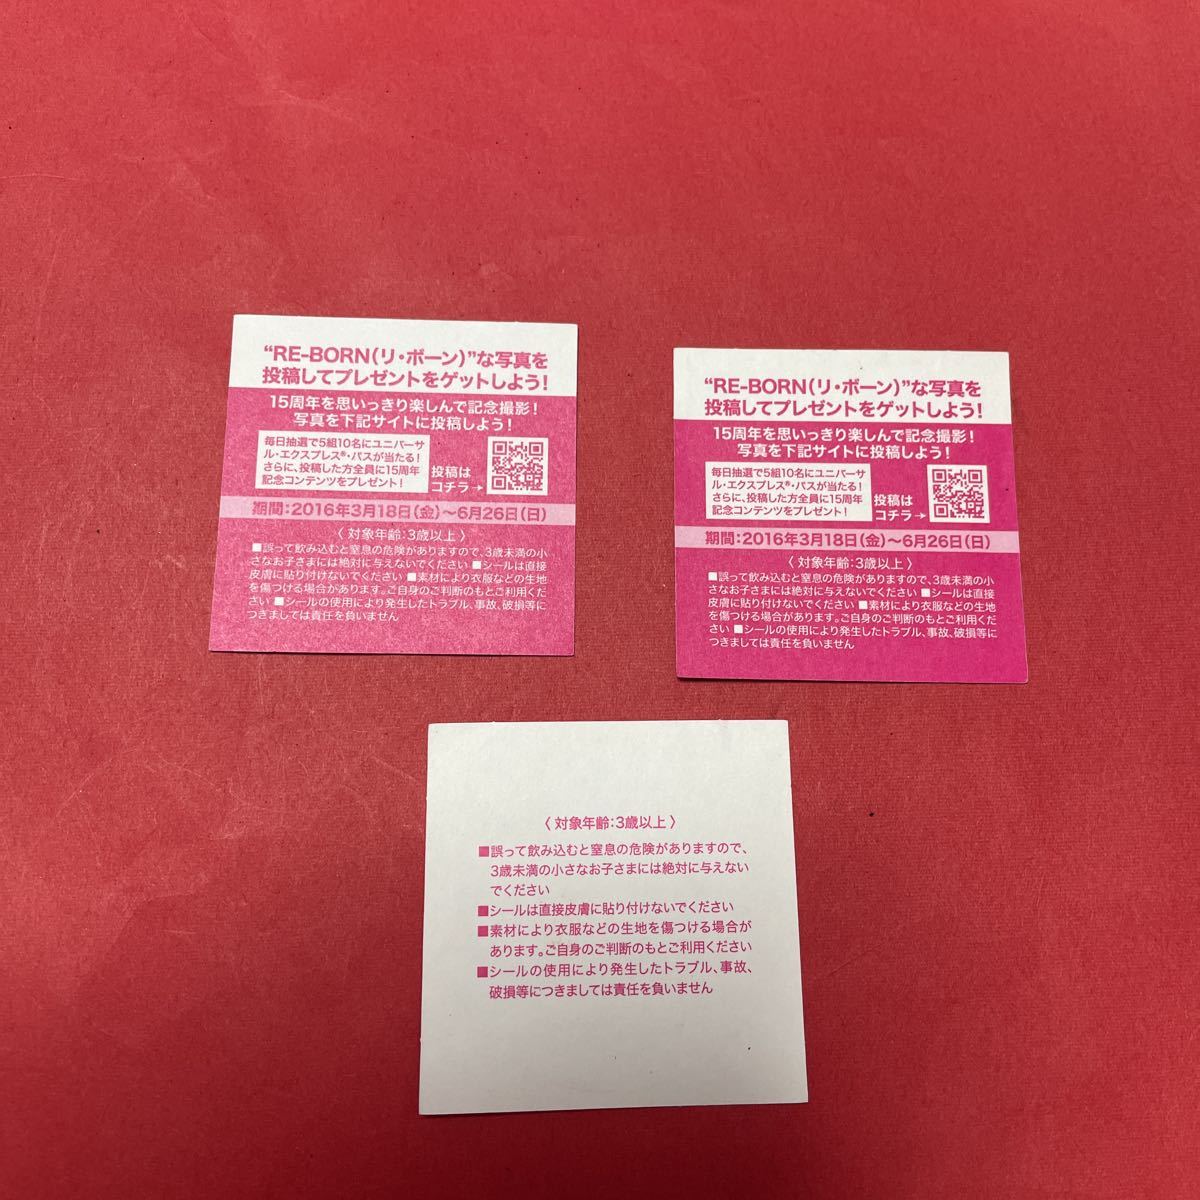 “RE-BORN(リ・ボーン)”な写真を
投稿してプレゼントをゲットしよう!
15周年を思いっきり楽しんで記念撮影!
写真を下記サイトに投稿しよう!
毎日抽選で5組10名にユニバーサ
ル・エクスプレス®・パスが当たる!
さらに、投稿した方全員に15周年
記念コンテンツをプレゼント!
投稿は
コチラ→
期間:2016年3月18日(金)〜6月26日(日)
〈対象年齢:3歳以上〉
■誤って飲み込むと窒息の危険がありますので、3歳未満の小
さなお子さまには絶対に与えないでください ■シールは直接
皮膚に貼り付けないでください ■素材により衣服などの生地
を傷つける場合があります。ご自身のご判断のもとご利用くだ
さい ■シールの使用により発生したトラブル、事故、破損等に
つきましては責任を負いません
“RE-BORN(リ・ボーン)”な写真を
投稿してプレゼントをゲットしよう!
15周年を思いっきり楽しんで記念撮影!
写真を下記サイトに投稿しよう!
毎日抽選で5組10名にユニバーサ
ル・エクスプレス®・パスが当たる!
さらに、投稿した方全員に15周年
記念コンテンツをプレゼント!
投稿は
コチラ→
期間:2016年3月18日(金)〜6月26日(日)
〈対象年齢:3歳以上〉
■誤って飲み込むと窒息の危険がありますので、3歳未満の小
さなお子さまには絶対に与えないでください ■シールは直接
皮膚に貼り付けないでください ■素材により衣服などの生地
を傷つける場合があります。ご自身のご判断のもとご利用くだ
さい ■シールの使用により発生したトラブル、事故、破損等に
つきましては責任を負いません
〈対象年齢:3歳以上〉
■誤って飲み込むと窒息の危険がありますので、
3歳未満の小さなお子さまには絶対に与えない
でください
■シールは直接皮膚に貼り付けないでください
■素材により衣服などの生地を傷つける場合が
あります。ご自身のご判断のもとご利用ください
■シールの使用により発生したトラブル、事故、
破損等につきましては責任を負いません